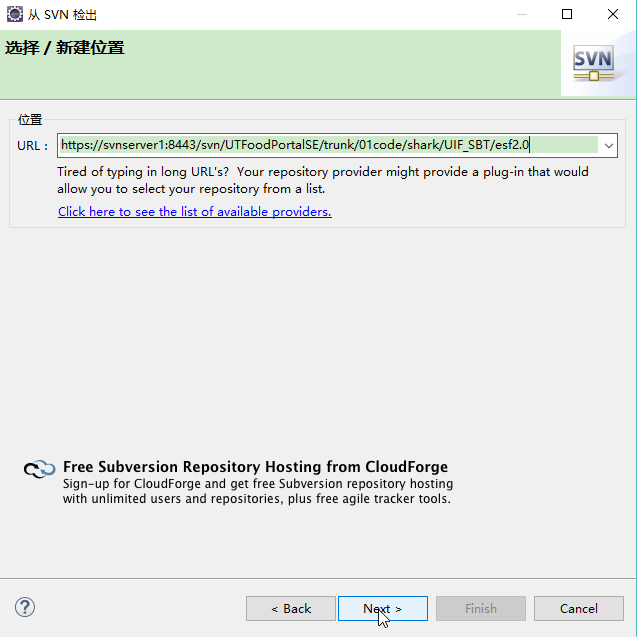 从 SVN 检出
选择 / 新建位置
SVN
位置
URL： https://svnserver1:8443/svn/UTFoodPortalSE/trunk/01code/shark/UIF_SBT/esf2.0
Tired of typing in long URL's?  Your repository provider might provide a plug-in that would
allow you to select your repository from a list.
Click here to see the list of available providers.
Free Subversion Repository Hosting from CloudForge
Sign-up for CloudForge and get free Subversion repository hosting
with unlimited users and repositories, plus free agile tracker tools.
? < Back Next > Finish Cancel